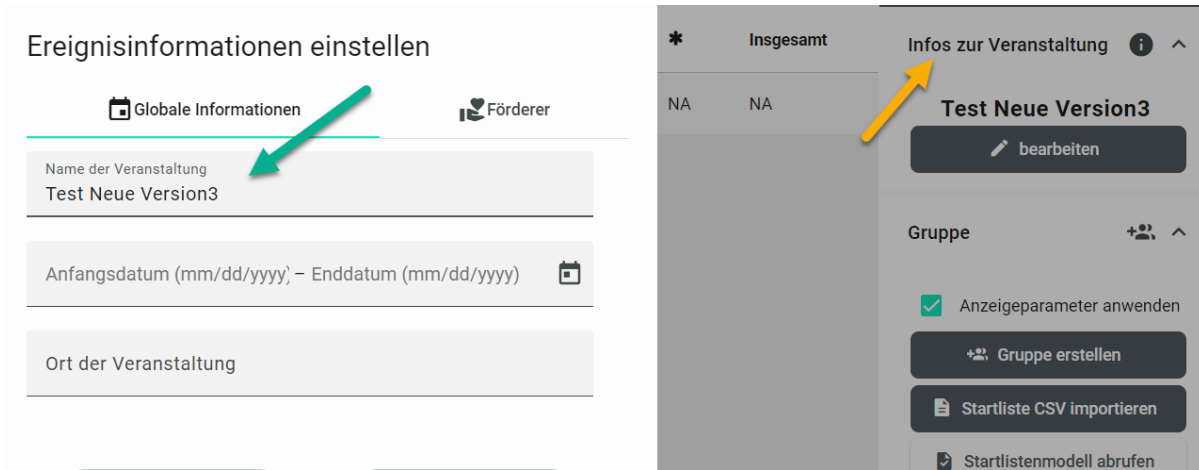 Ereignisinformationen einstellen
Globale Informationen
Förderer
Name der Veranstaltung
Test Neue Version3
Anfangsdatum (mm/dd/yyyy) – Enddatum (mm/dd/yyyy)
Ort der Veranstaltung
✱ Insgesamt
NA NA
Infos zur Veranstaltung
Test Neue Version3
bearbeiten
Gruppe
Anzeigeparameter anwenden
Gruppe erstellen
Startliste CSV importieren
Startlistenmodell abrufen